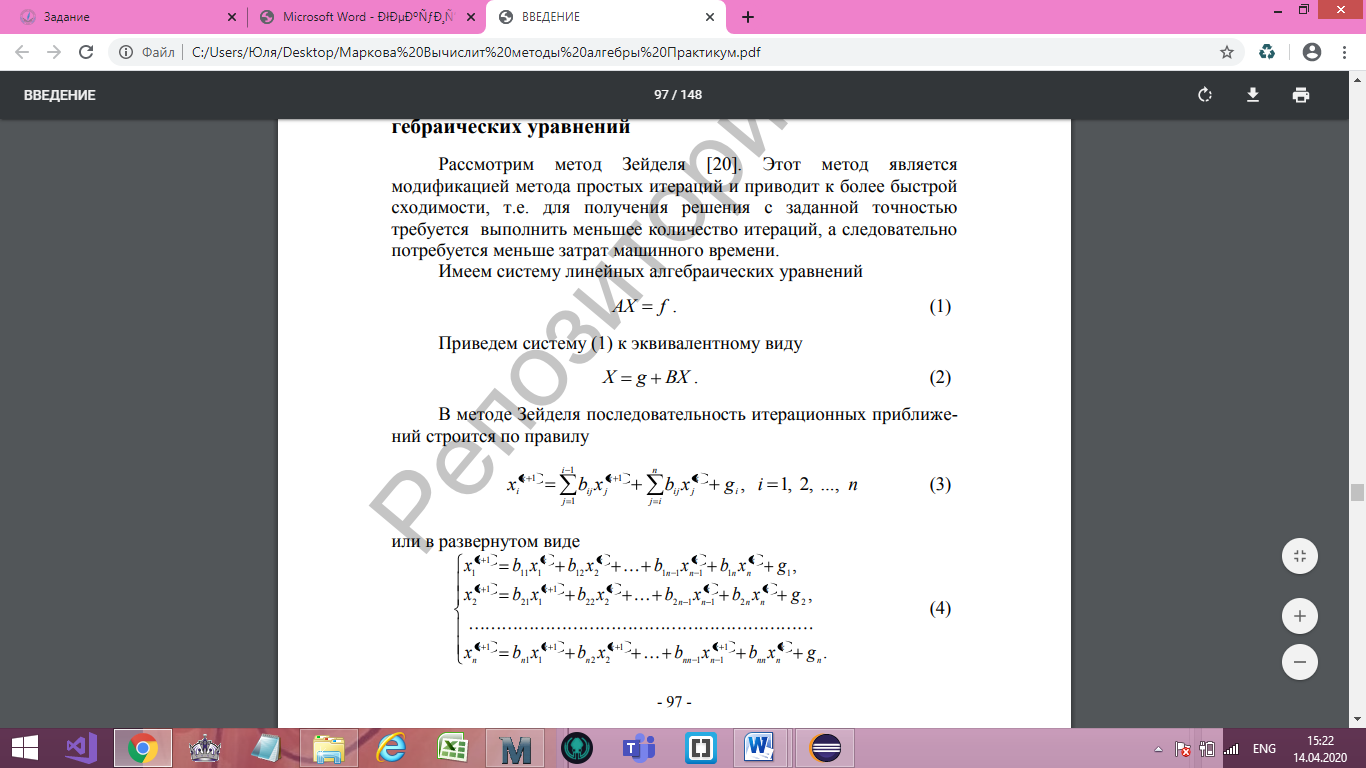 Задание
Microsoft Word - ÐŁÐµÐºÑƒÐ¸Ñ
ВВЕДЕНИЕ
Файл | C:/Users/Юля/Desktop/Маркова%20Вычислит%20методы%20алгебры%20Практикум.pdf
ВВЕДЕНИЕ
97 / 148
гебраических уравнений
Рассмотрим метод Зейделя [20]. Этот метод является
модификацией метода простых итераций и приводит к более быстрой
сходимости, т.е. для получения решения с заданной точностью
требуется выполнить меньшее количество итераций, а следовательно
потребуется меньше затрат машинного времени.
Имеем систему линейных алгебраических уравнений
AX = f . (1)
Приведем систему (1) к эквивалентному виду
X = g + BX . (2)
В методе Зейделя последовательность итерационных приближе-
ний строится по правилу
i = 1, 2, ..., n (3)
или в развернутом виде
(4)
- 97 -
Репозитори
ENG
15:22
14.04.2020